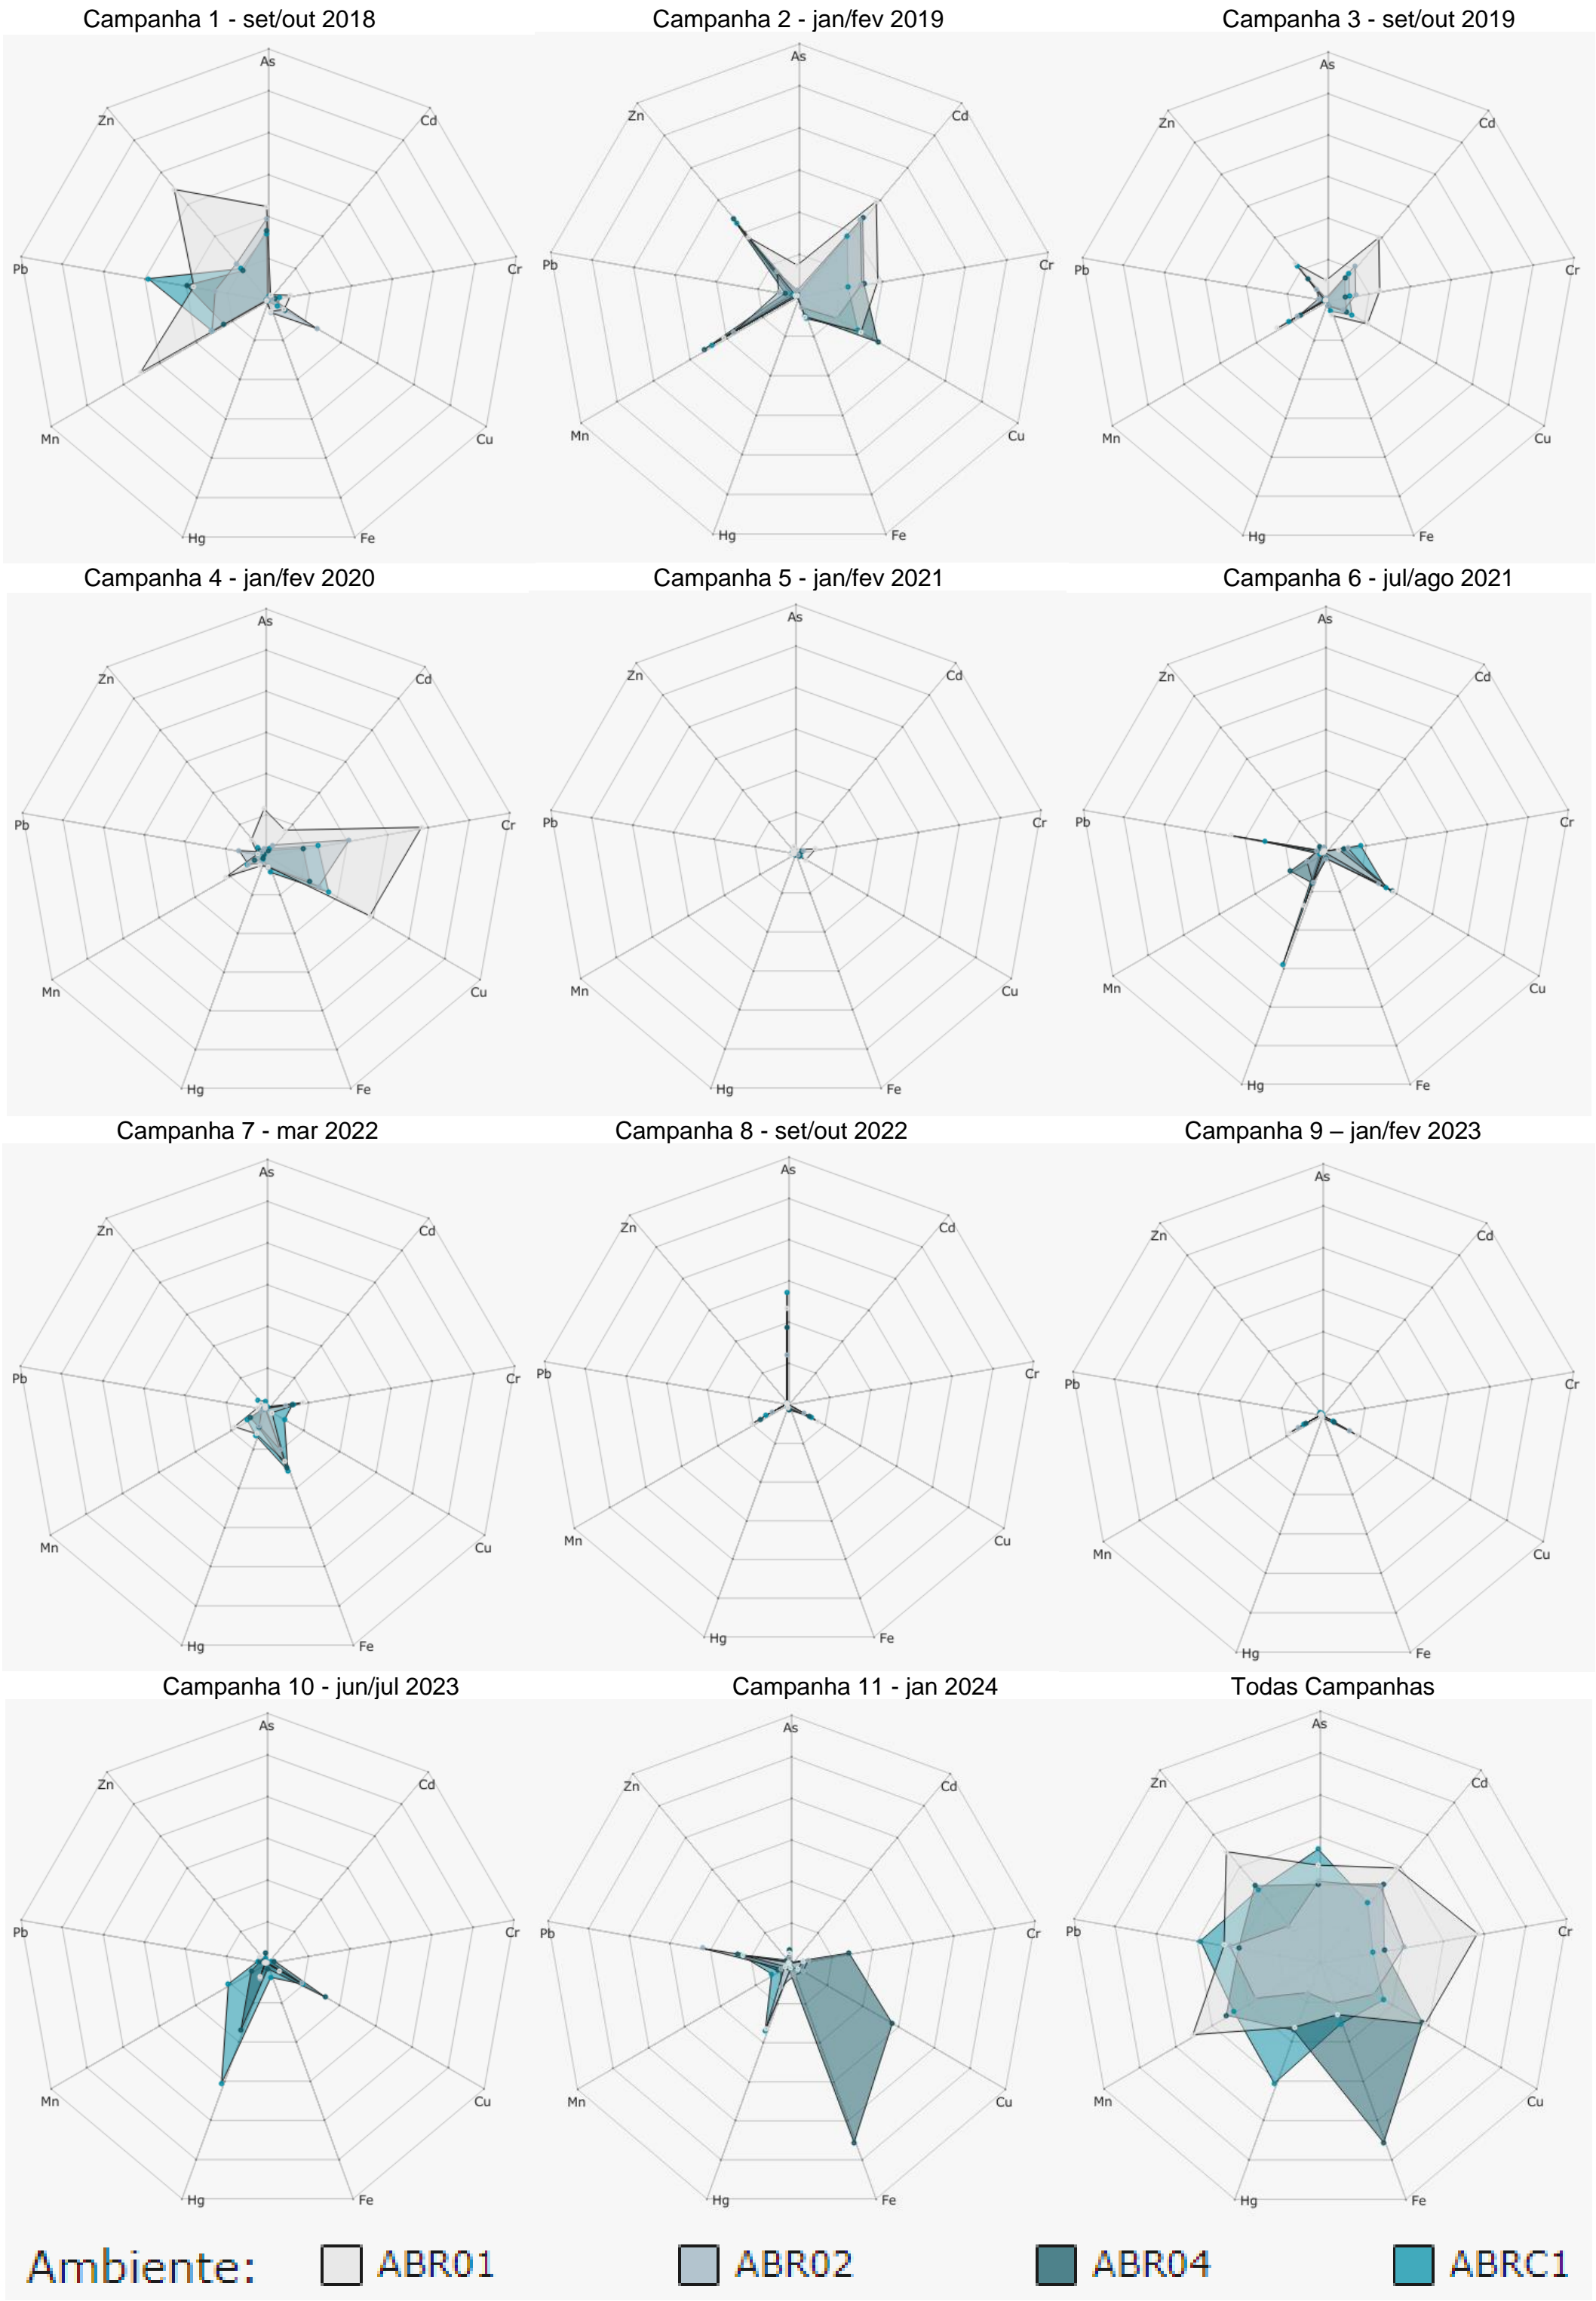 Campanha 1 - set/out 2018
Campanha 2 - jan/fev 2019
Campanha 3 - set/out 2019
As
Cd
Cr
Cu
Fe
Hg
Mn
Pb
Zn
As
Cd
Cr
Cu
Fe
Hg
Mn
Pb
Zn
As
Cd
Cr
Cu
Fe
Hg
Mn
Pb
Zn
Campanha 4 - jan/fev 2020
Campanha 5 - jan/fev 2021
Campanha 6 - jul/ago 2021
As
Cd
Cr
Cu
Fe
Hg
Mn
Pb
Zn
As
Cd
Cr
Cu
Fe
Hg
Mn
Pb
Zn
As
Cd
Cr
Cu
Fe
Hg
Mn
Pb
Zn
Campanha 7 - mar 2022
Campanha 8 - set/out 2022
Campanha 9 – jan/fev 2023
As
Cd
Cr
Cu
Fe
Hg
Mn
Pb
Zn
As
Cd
Cr
Cu
Fe
Hg
Mn
Pb
Zn
As
Cd
Cr
Cu
Fe
Hg
Mn
Pb
Zn
Campanha 10 - jun/jul 2023
Campanha 11 - jan 2024
Todas Campanhas
As
Cd
Cr
Cu
Fe
Hg
Mn
Pb
Zn
As
Cd
Cr
Cu
Fe
Hg
Mn
Pb
Zn
As
Cd
Cr
Cu
Fe
Hg
Mn
Pb
Zn
Ambiente: ABR01 ABR02 ABR04 ABRC1